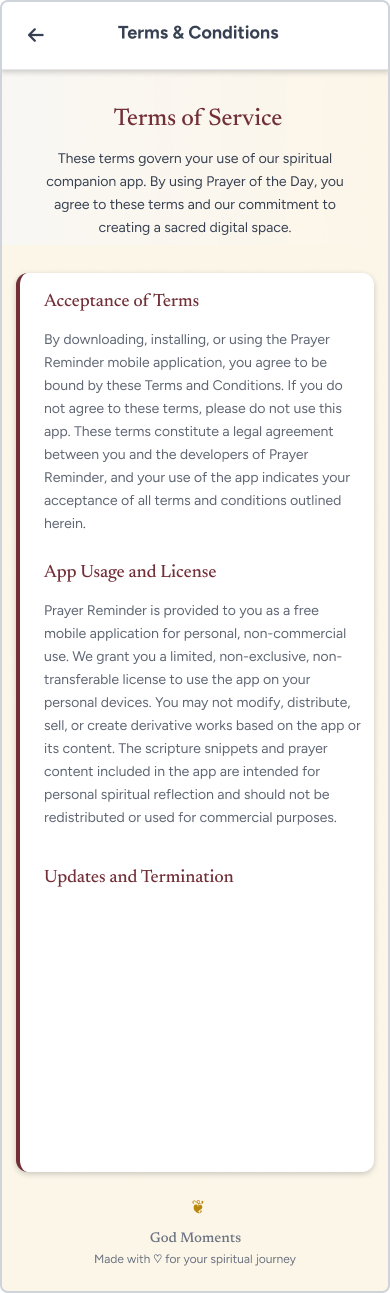 Terms & Conditions
Terms of Service
These terms govern your use of our spiritual
companion app. By using Prayer of the Day, you
agree to these terms and our commitment to
creating a sacred digital space.
Acceptance of Terms
By downloading, installing, or using the Prayer
Reminder mobile application, you agree to be
bound by these Terms and Conditions. If you do
not agree to these terms, please do not use this
app. These terms constitute a legal agreement
between you and the developers of Prayer
Reminder, and your use of the app indicates your
acceptance of all terms and conditions outlined
herein.
App Usage and License
Prayer Reminder is provided to you as a free
mobile application for personal, non-commercial
use. We grant you a limited, non-exclusive, non-
transferable license to use the app on your
personal devices. You may not modify, distribute,
sell, or create derivative works based on the app or
its content. The scripture snippets and prayer
content included in the app are intended for
personal spiritual reflection and should not be
redistributed or used for commercial purposes.
Updates and Termination
God Moments
Made with ♡ for your spiritual journey